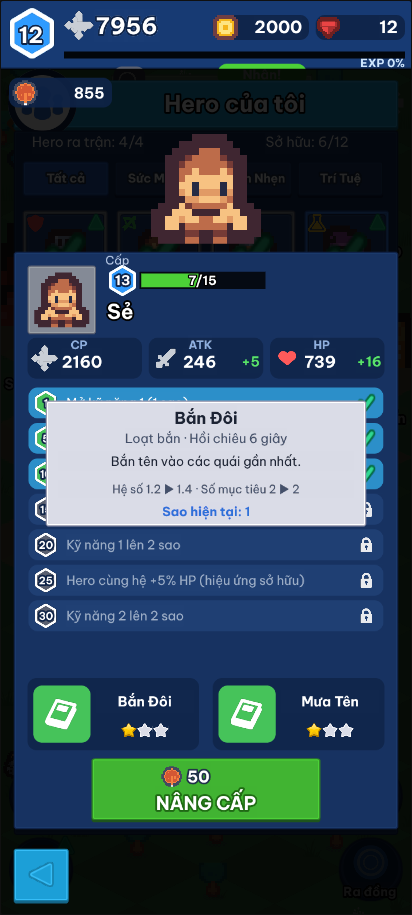 12
7956
2000
12
EXP 0%
855
Hero của tôi
Hero ra trận: 4/4
Sở hữu: 6/12
Tất cả
Sức M
n Nhẹn
Trí Tuệ
Cấp
13
7/15
Sẻ
CP
2160
ATK
246
+5
HP
739
+16
Bắn Đôi
Loạt bắn · Hồi chiêu 6 giây
Bắn tên vào các quái gần nhất.
Hệ số 1.2 ▶ 1.4 · Số mục tiêu 2 ▶ 2
Sao hiện tại: 1
20
Kỹ năng 1 lên 2 sao
25
Hero cùng hệ +5% HP (hiệu ứng sở hữu)
30
Kỹ năng 2 lên 2 sao
Bắn Đôi
Mưa Tên
50
NÂNG CẤP
Ra đồng